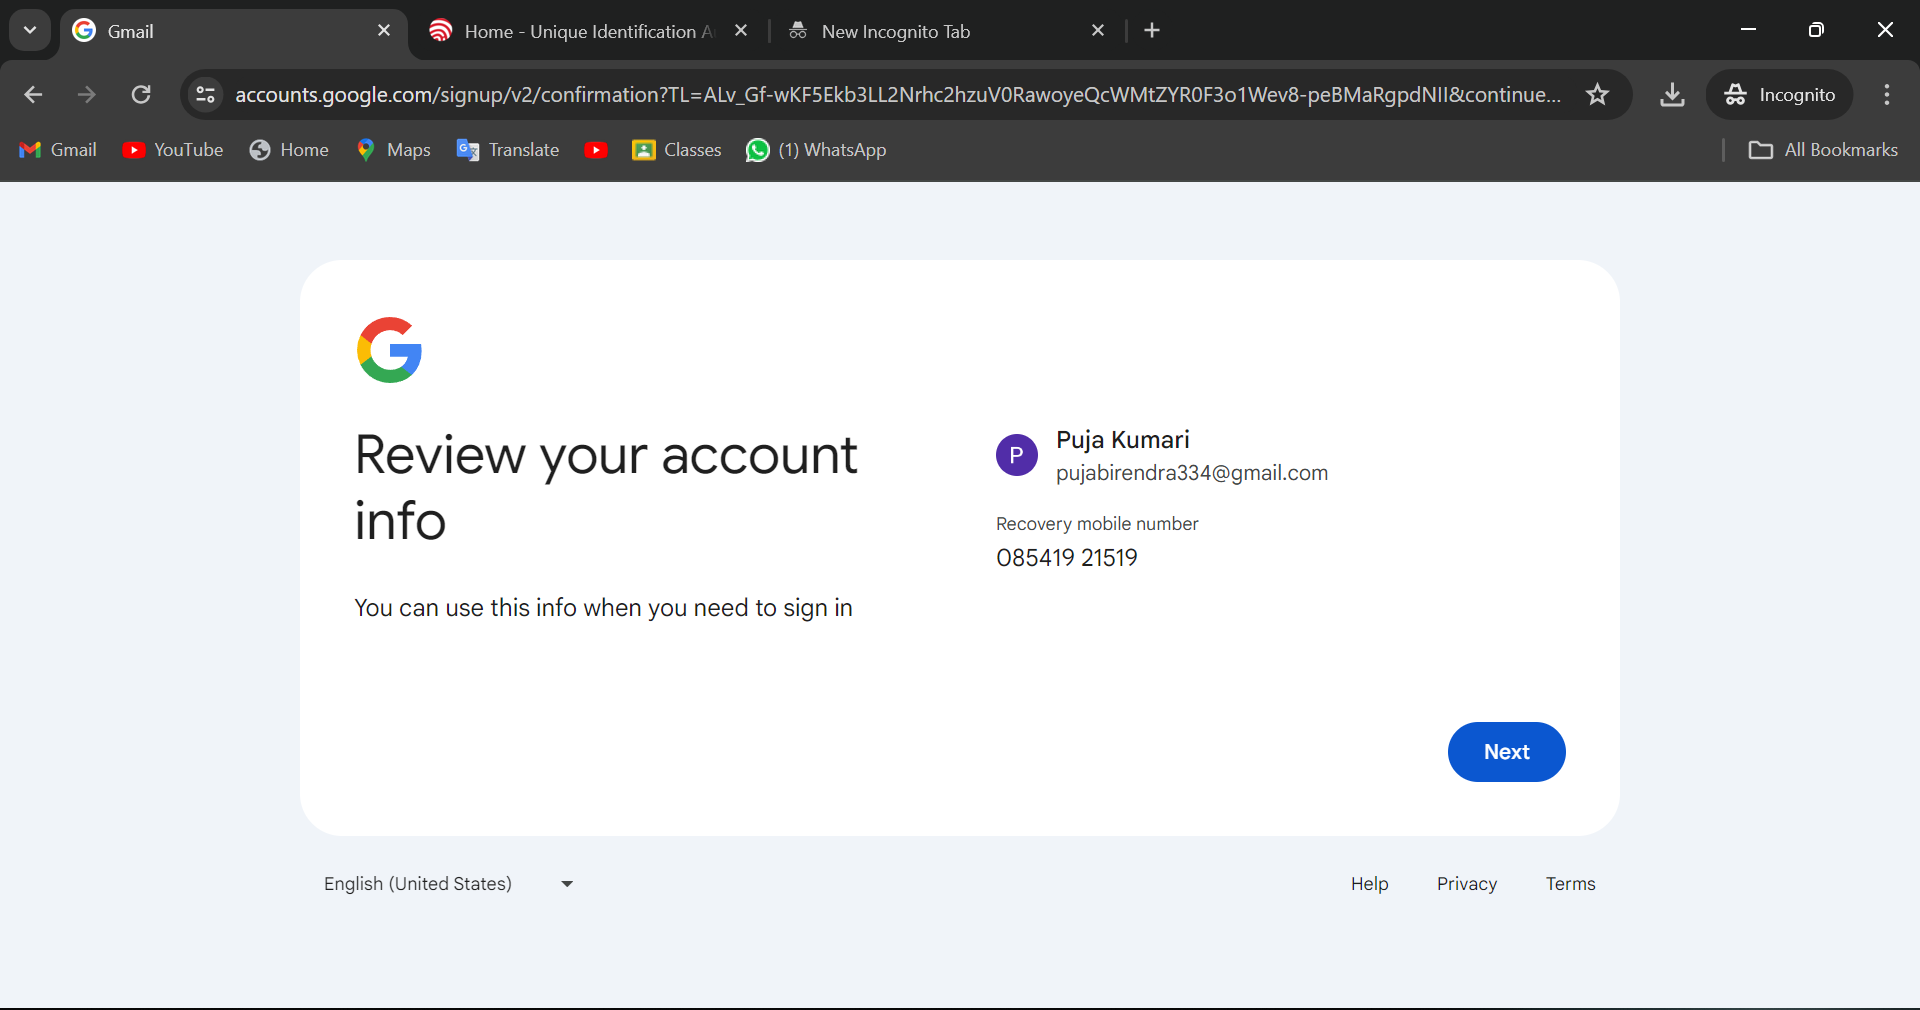 Gmail
Home - Unique Identification A
New Incognito Tab
accounts.google.com/signup/v2/confirmation?TL=ALv_Gf-wKF5Ekb3LL2Nrhc2hzuV0RawoyeQcWMtZYR0F3o1Wev8-peBMaRgpdNII&continue...
Incognito
Gmail
YouTube
Home
Maps
Translate
Classes
(1) WhatsApp
All Bookmarks
Review your account
info
You can use this info when you need to sign in
P
Puja Kumari
pujabirendra334@gmail.com
Recovery mobile number
085419 21519
Next
English (United States)
Help
Privacy
Terms